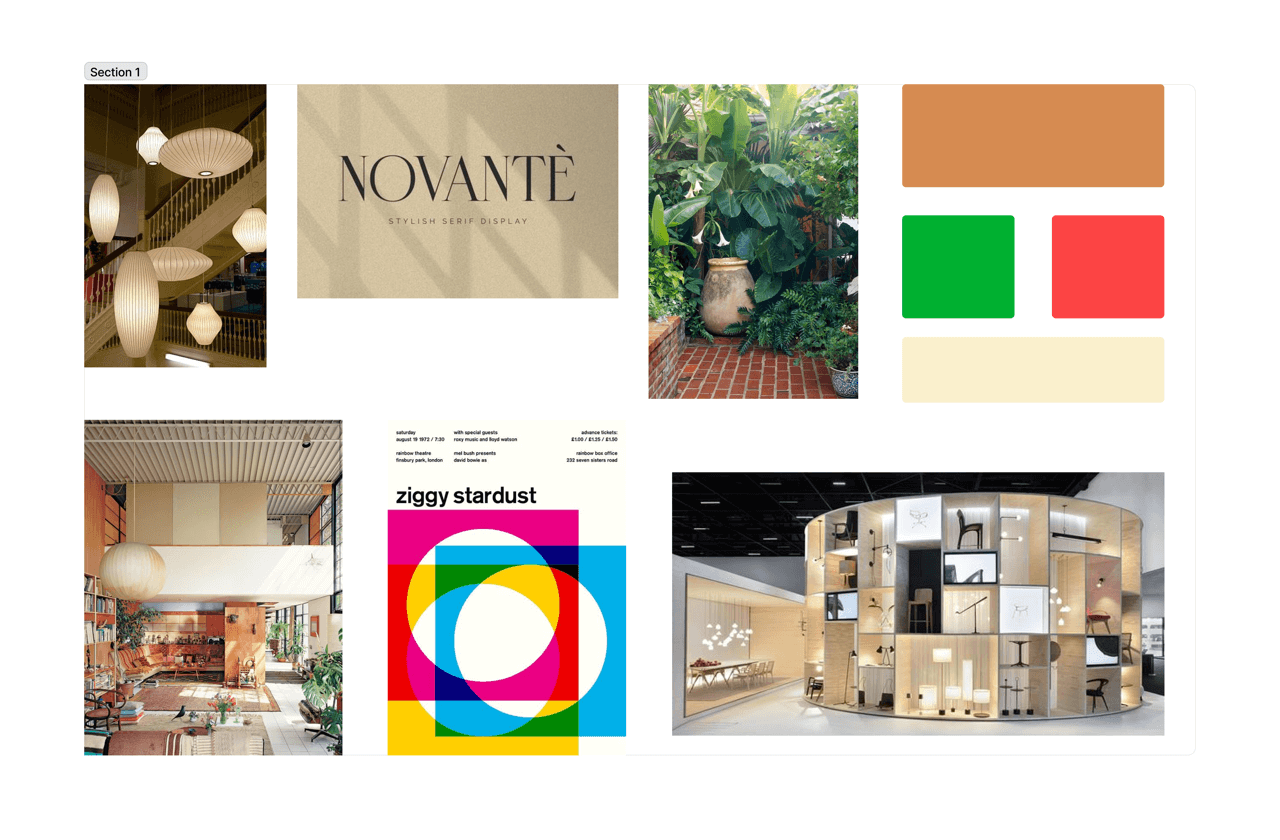 Section 1
NOVANTÈ
STYLISH SERIF DISPLAY
saturday
august 19 1972 / 7:30
rainbow theatre
finsbury park, london
with special guests
roxy music and lloyd watson
mel bush presents
david bowie as
advance tickets:
£1.00 / £1.25 / £1.50
rainbow box office
232 seven sisters road
ziggy stardust